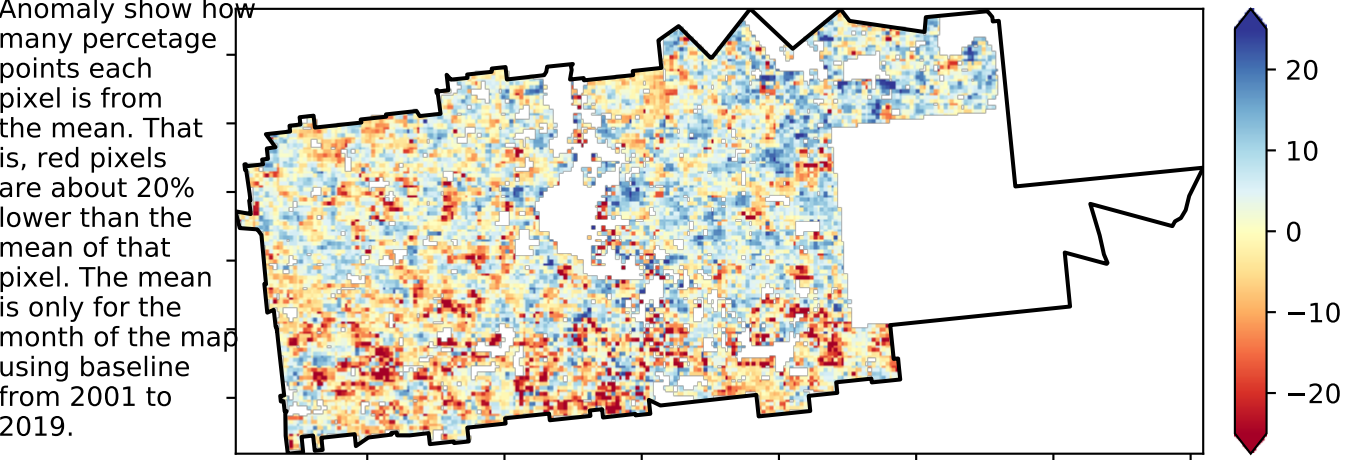 Anomaly show how
many percetage
points each
pixel is from
the mean. That
is, red pixels
are about 20%
lower than the
mean of that
pixel. The mean
is only for the
month of the map
using baseline
from 2001 to
2019.
20
10
0
−10
−20